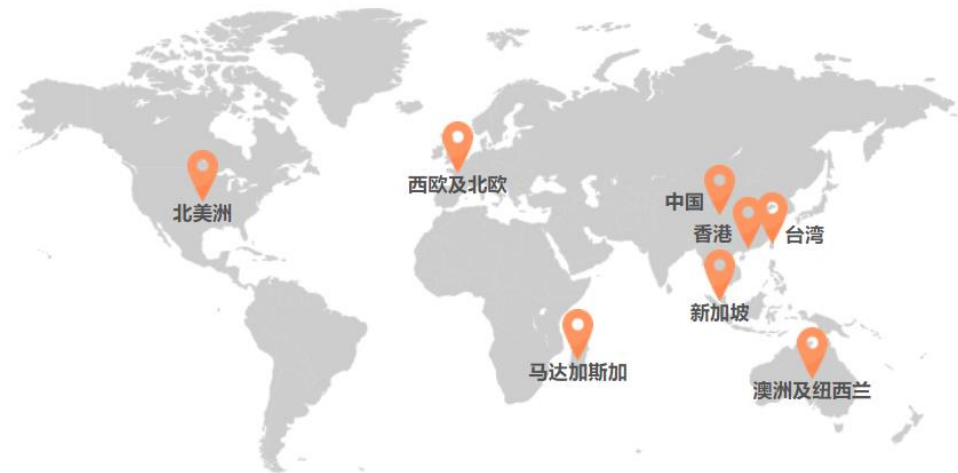 西欧及北欧
中国
北美洲
香港
台湾
新加坡
马达加斯加
澳洲及纽西兰